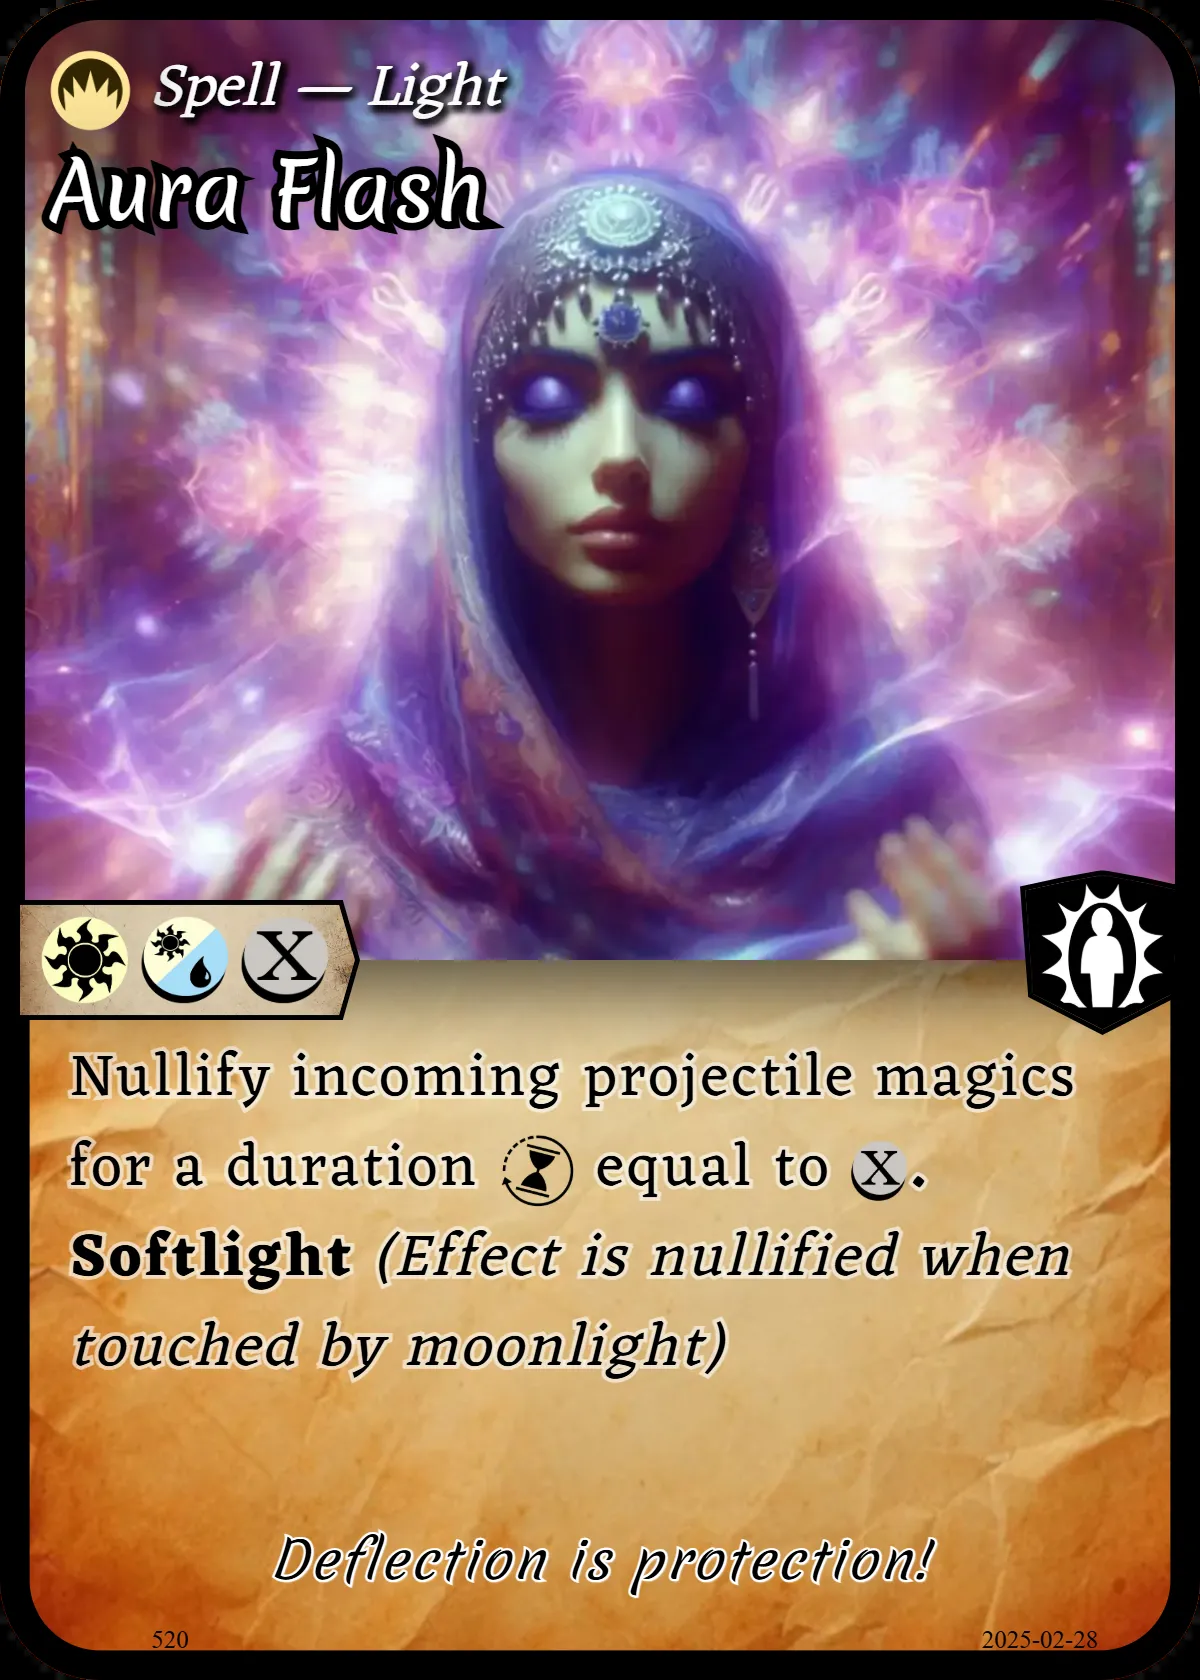 Spell — Light
Aura Flash
X
Nullify incoming projectile magics
for a duration equal to X.
Softlight (Effect is nullified when
touched by moonlight)
Deflection is protection!
520
2025-02-28